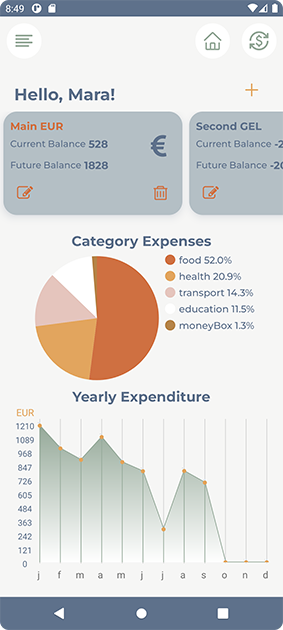 8:49
Hello, Mara!
Main EUR
Current Balance 528
€
Future Balance 1828
Second GEL
Current Balance -2
Future Balance -20
Category Expenses
food 52.0%
health 20.9%
transport 14.3%
education 11.5%
moneyBox 1.3%
Yearly Expenditure
EUR
1210
1089
968
847
726
605
484
363
242
121
0
j f m a m j j a s o n d